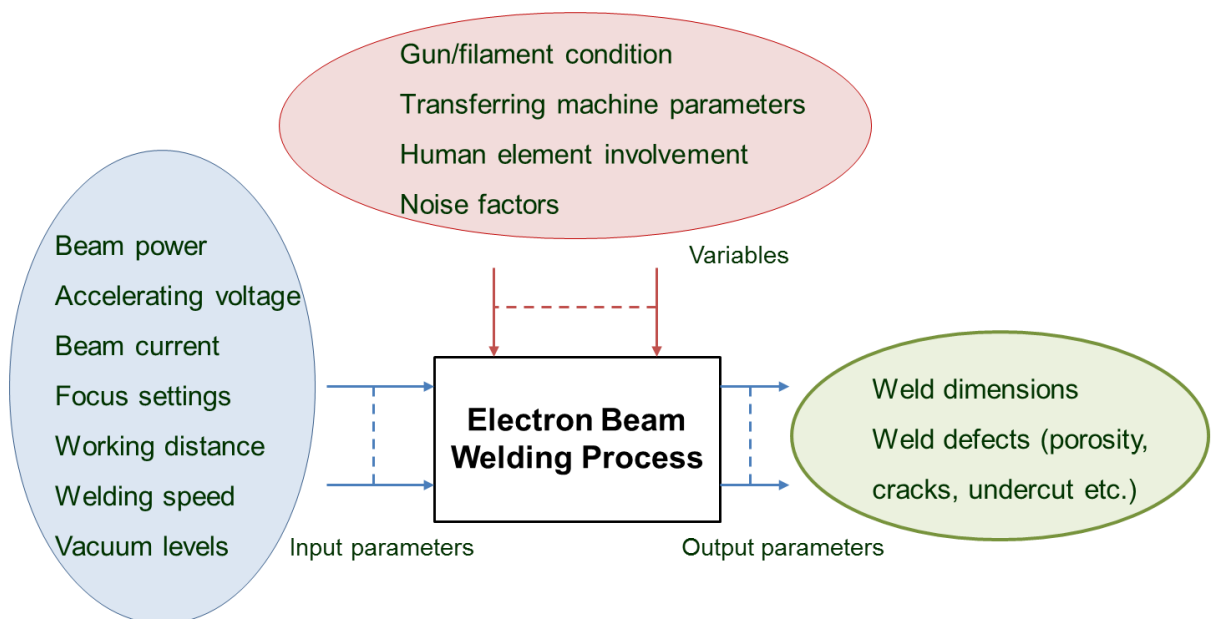 Gun/filament condition
Transferring machine parameters
Human element involvement
Noise factors
Variables
Beam power
Accelerating voltage
Beam current
Focus settings
Working distance
Welding speed
Vacuum levels
Input parameters
Electron Beam
Welding Process
Output parameters
Weld dimensions
Weld defects (porosity,
cracks, undercut etc.)